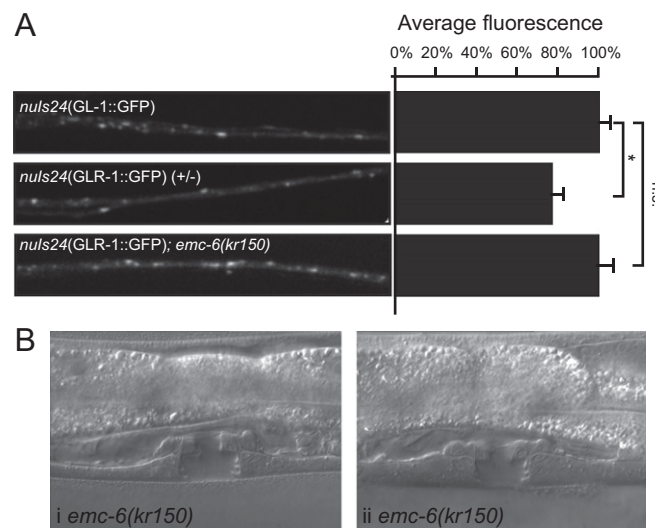 A
Average fluorescence
0% 20% 40% 60% 80% 100%
nuls24(GL-1::GFP)
nuls24(GLR-1::GFP) (+/-)
nuls24(GLR-1::GFP); emc-6(kr150)
*
n.s.
B
i emc-6(kr150)
ii emc-6(kr150)